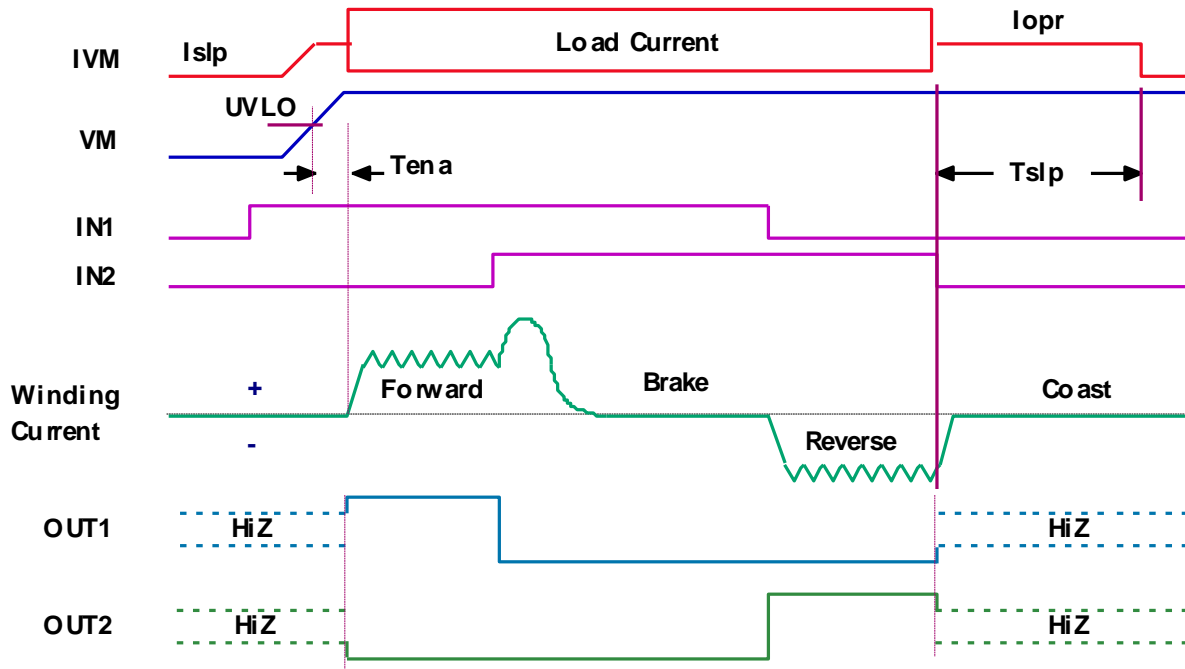 IVM
Islp
Load Current
Iopr
UVLO
VM
Tena
Tslp
IN1
IN2
Winding
Current
+
-
Forward
Brake
Reverse
Coast
OUT1
HiZ
HiZ
OUT2
HiZ
HiZ